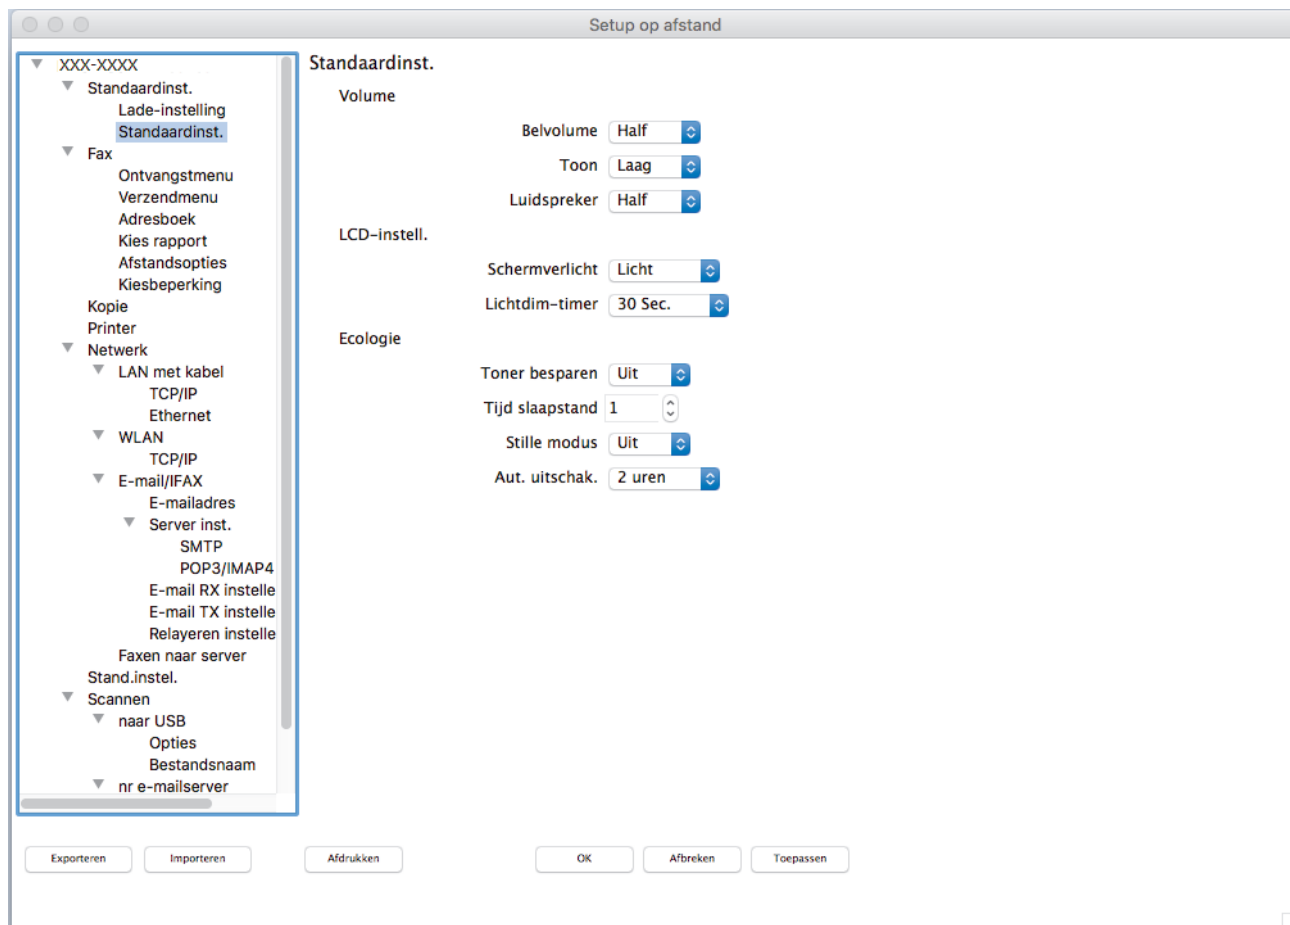 Setup op afstand
XXX-XXXX
Standaardinst.
Lade-instelling
Standaardinst.
Fax
Ontvangstmenu
Verzendmenu
Adresboek
Kies rapport
Afstandsopties
Kiesbeperking
Kopie
Printer
Netwerk
LAN met kabel
TCP/IP
Ethernet
WLAN
TCP/IP
E-mail/IFAX
E-mailadres
Server inst.
SMTP
POP3/IMAP4
E-mail RX instelle
E-mail TX instelle
Relayeren instelle
Faxen naar server
Stand.instel.
Scannen
naar USB
Opties
Bestandsnaam
nr e-mailserver
Standaardinst.
Volume
Belvolume Half
Toon Laag
Luidspreker Half
LCD-instell.
Schermverlicht Licht
Lichtdim-timer 30 Sec.
Ecologie
Toner besparen Uit
Tijd slaapstand 1
Stille modus Uit
Aut. uitschak. 2 uren
Exporteren Importeren Afdrukken OK Afbreken Toepassen